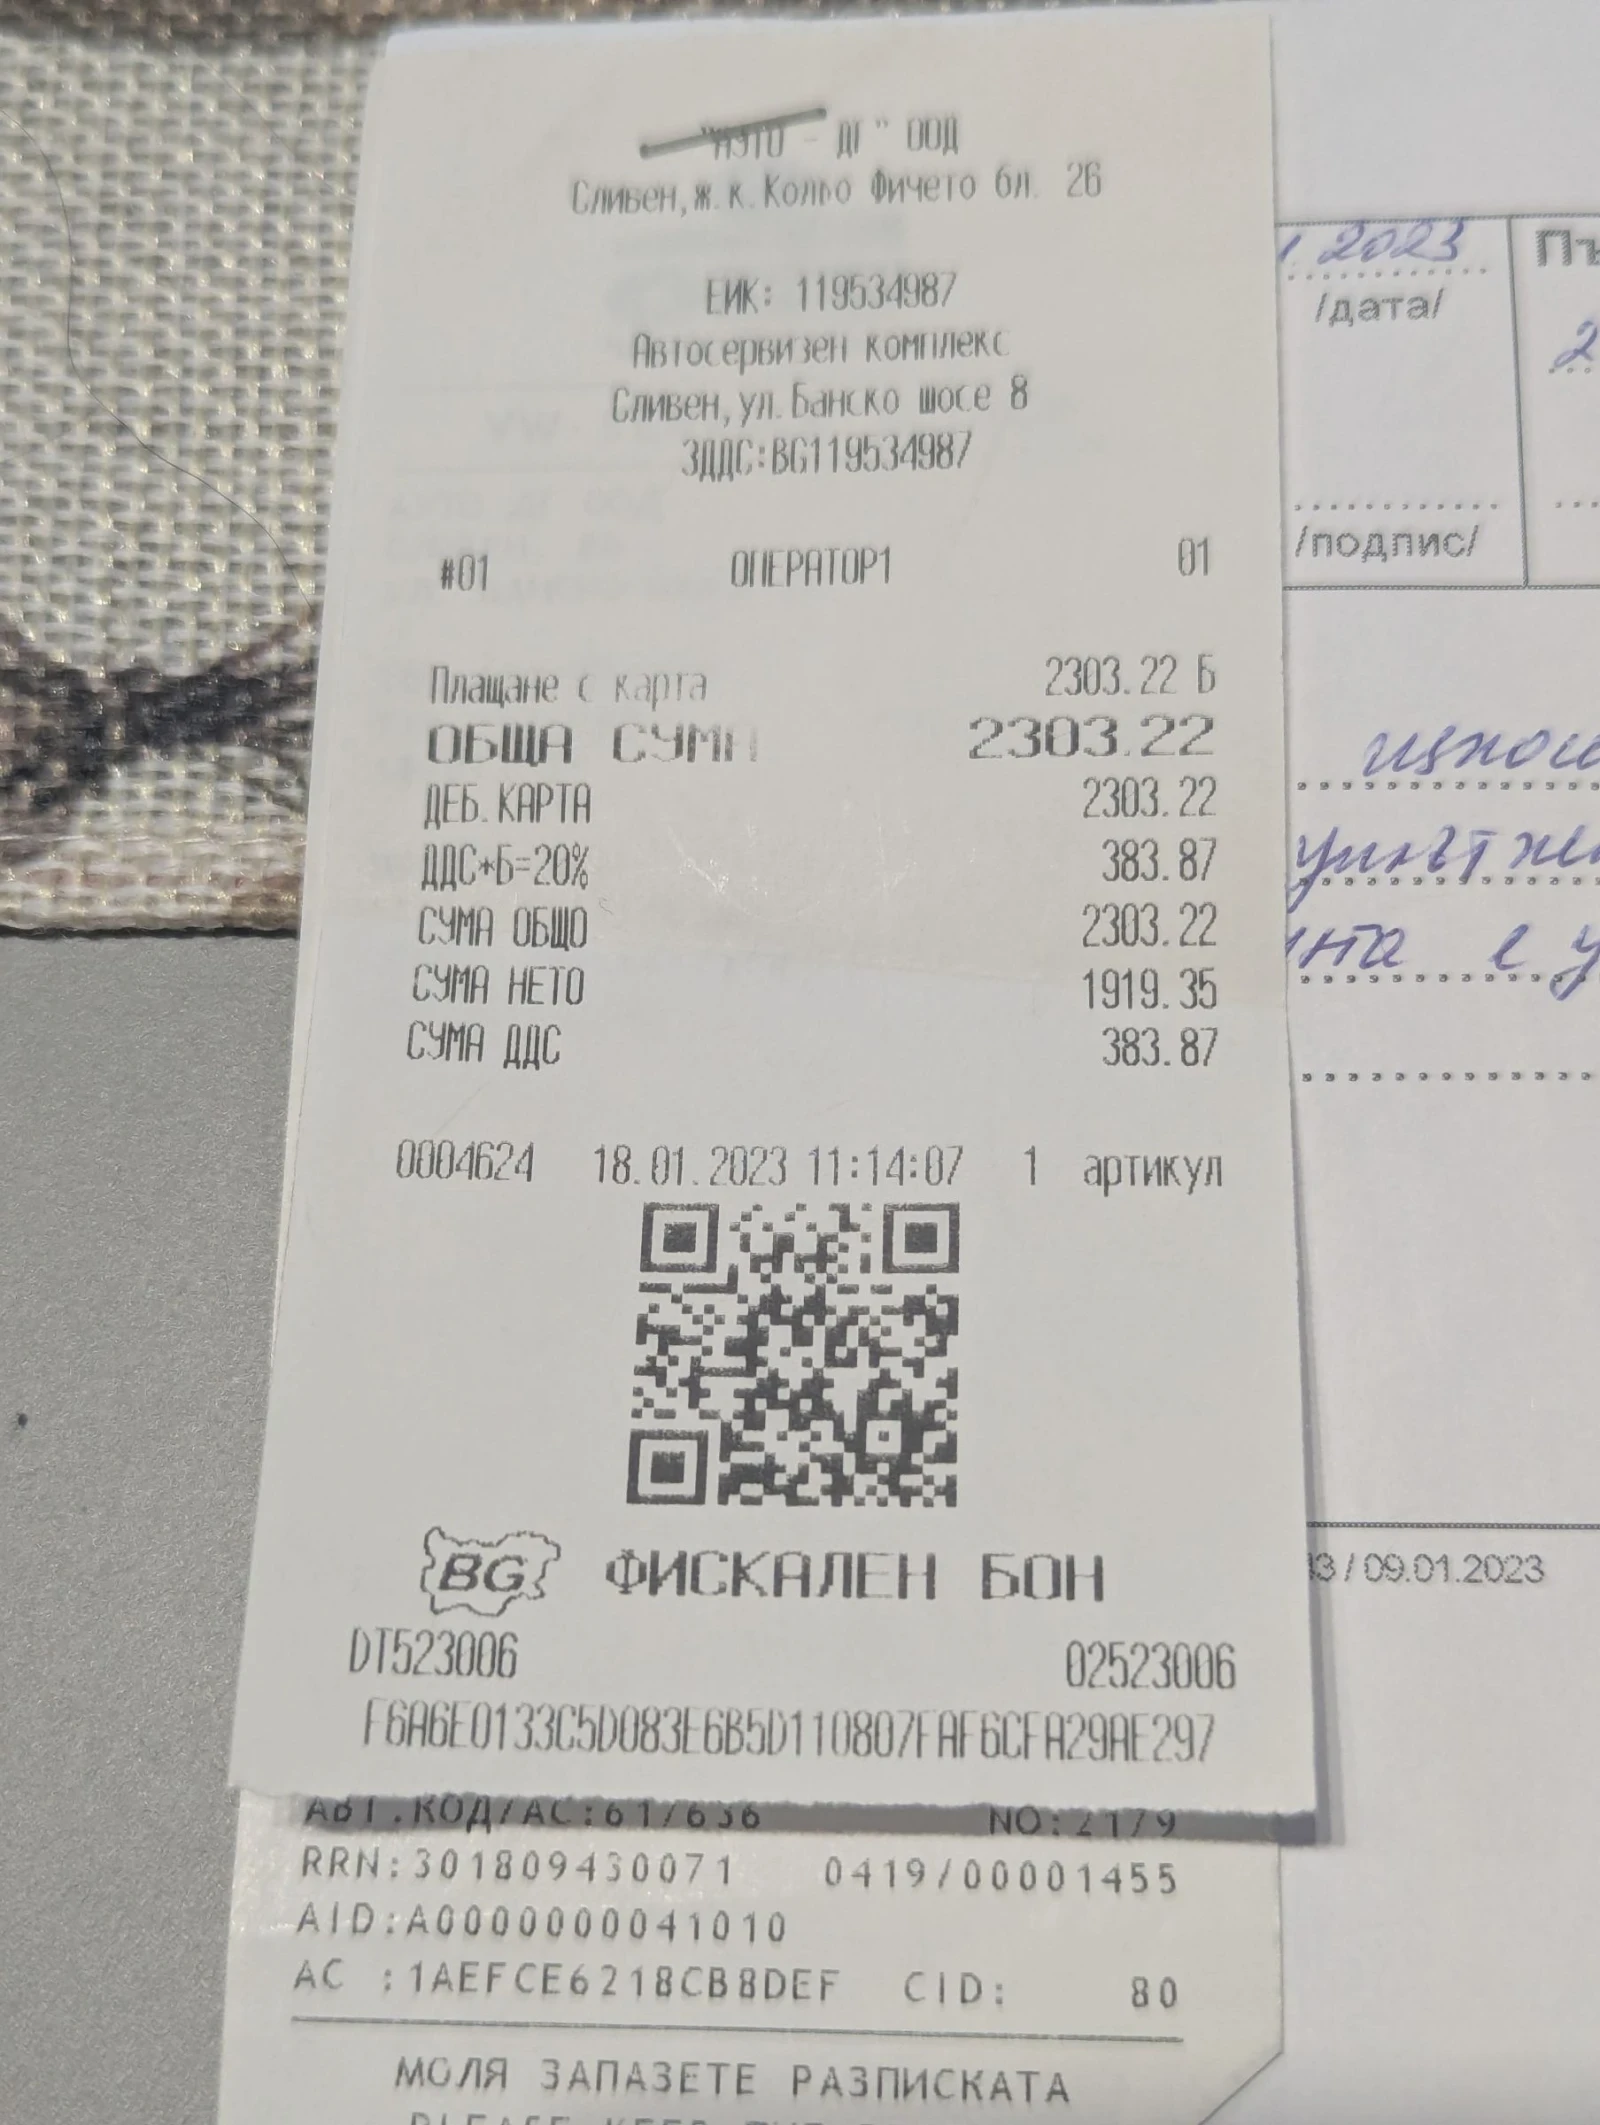 "АУТО - ДГ" ООД
Сливен, ж.к. Кольо Фичето бл. 26
ЕИК: 119534987
Автосервизен комплекс
Сливен, ул. Банско шосе 8
ЗДДС:BG119534987
#01 ОПЕРАТОР1 01
Плащане с карта 2303.22 Б
ОБЩА СУМА 2303.22
ДЕБ. КАРТА 2303.22
ДДС*Б=20% 383.87
СУМА ОБЩО 2303.22
СУМА НЕТО 1919.35
СУМА ДДС 383.87
0004624 18.01.2023 11:14:07 1 артикул
BG ФИСКАЛЕН БОН
DT523006 02523006
F6A6E0133C5D083E6B5D110807FAF6CFA29AE297
АВТ.КОД/AC:617636 NO:2179
RRN:301809430071 0419/00001455
AID:A0000000041010
AC :1AEFCE6218CB8DEF CID: 80
МОЛЯ ЗАПАЗЕТЕ РАЗПИСКАТА
2023
/дата/
/подпис/
/ 09.01.2023